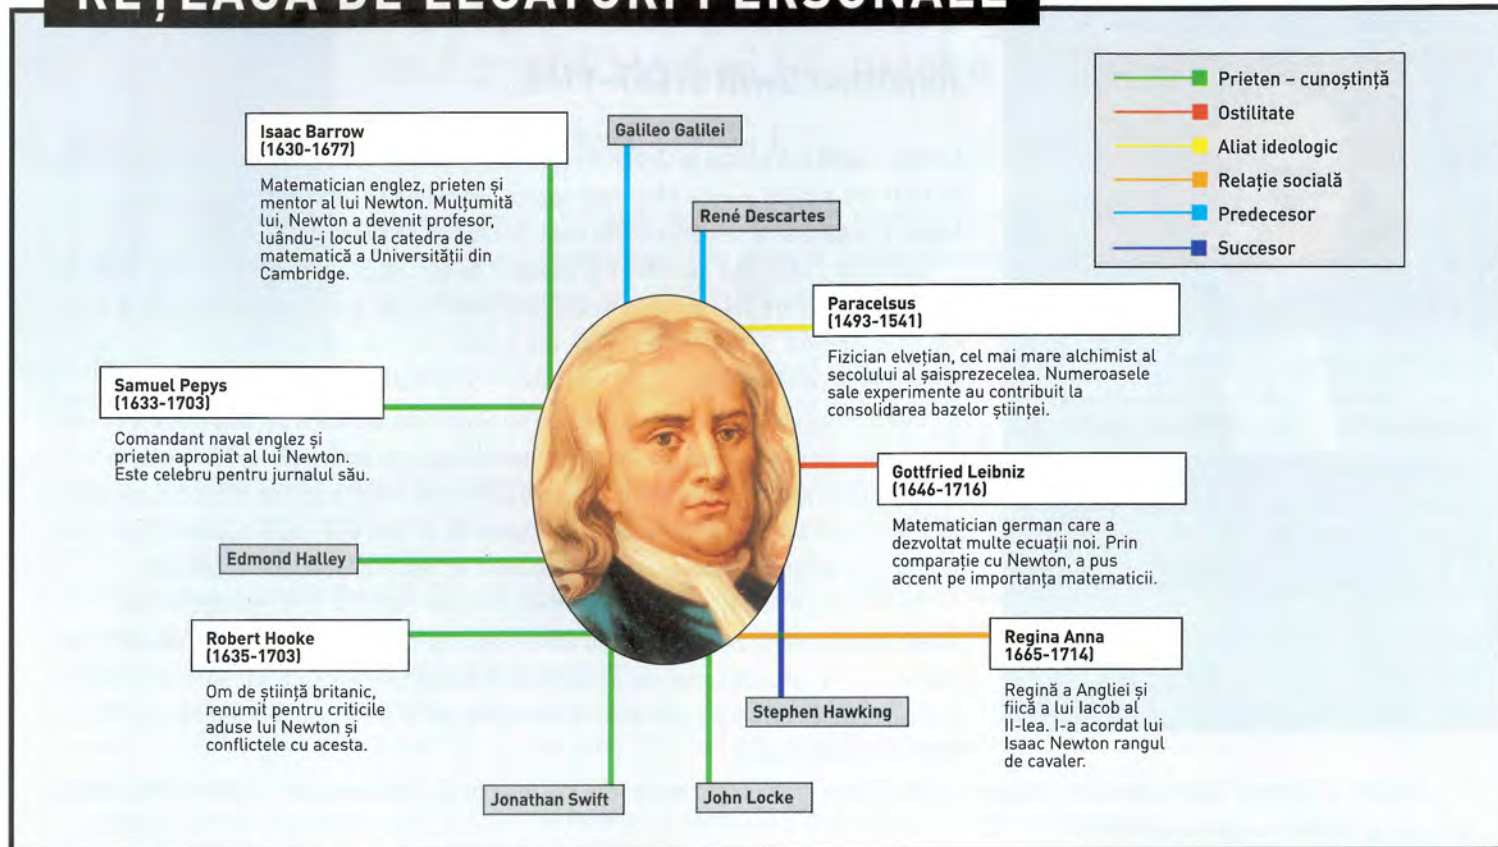 REȚEAUA DE LEGĂTURI PERSONALE
Prieten – cunoștință
Ostilitate
Aliat ideologic
Relație socială
Predecesor
Succesor
Isaac Barrow
(1630-1677)
Matematician englez, prieten și
mentor al lui Newton. Mulțumită
lui, Newton a devenit profesor,
luându-i locul la catedra de
matematică a Universității din
Cambridge.
Galileo Galilei
René Descartes
Paracelsus
(1493-1541)
Fizician elvețian, cel mai mare alchimist al
secolului al șaisprezecelea. Numeroasele
sale experimente au contribuit la
consolidarea bazelor științei.
Samuel Pepys
(1633-1703)
Comandant naval englez și
prieten apropiat al lui Newton.
Este celebru pentru jurnalul său.
Gottfried Leibniz
(1646-1716)
Matematician german care a
dezvoltat multe ecuații noi. Prin
comparație cu Newton, a pus
accent pe importanța matematicii.
Edmond Halley
Robert Hooke
(1635-1703)
Om de știință britanic,
renumit pentru criticile
aduse lui Newton și
conflictele cu acesta.
Regina Anna
1665-1714)
Regină a Angliei și
fiică a lui Iacob al
II-lea. I-a acordat lui
Isaac Newton rangul
de cavaler.
Stephen Hawking
Jonathan Swift
John Locke